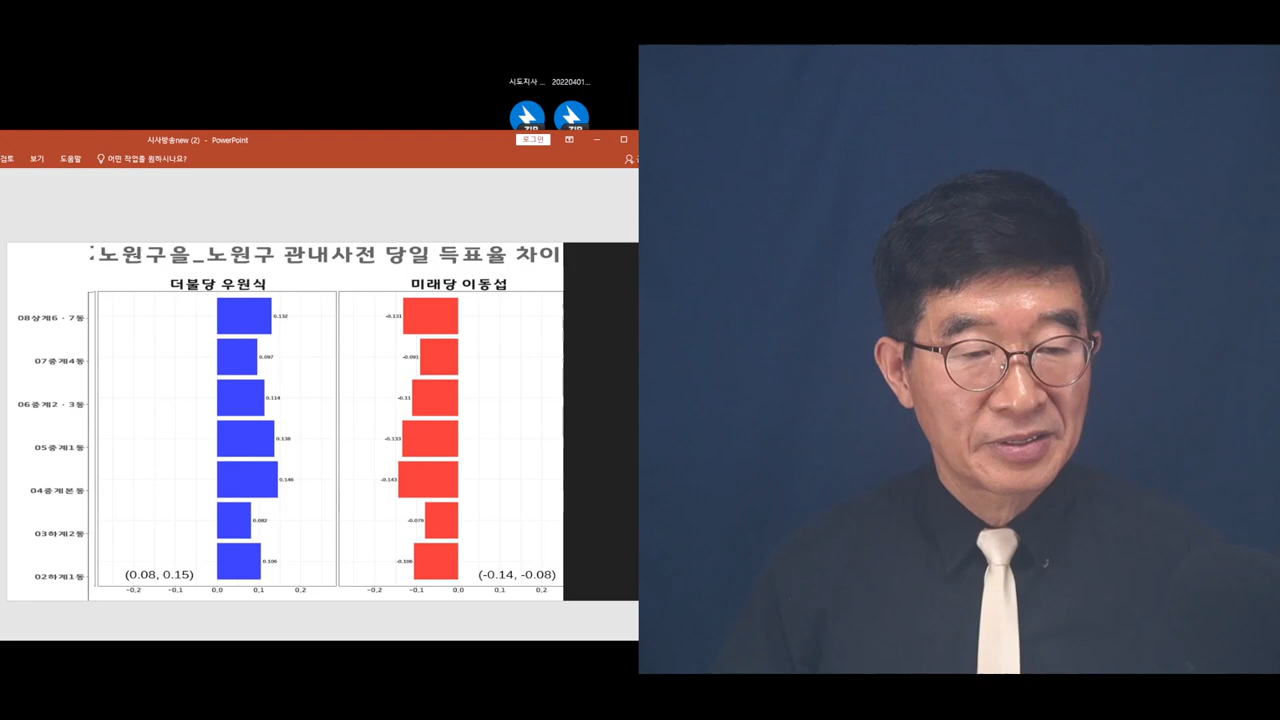 시도지사 ... 20220401...
ZIP ZIP
시사방송new (2) - PowerPoint
로그인
검토 보기 도움말 어떤 작업을 원하시나요?
노원구을_노원구 관내사전 당일 득표율 차이
더불당 우원식 미래당 이동섭
08상계6·7동 0.132 -0.131
07중계4동 0.097 -0.091
06중계2·3동 0.114 -0.11
05중계1동 0.138 -0.133
04중계본동 0.146 -0.143
03하계2동 0.082 -0.079
02하계1동 0.106 -0.106
(0.08, 0.15) (-0.14, -0.08)
-0,2 -0,1 0,0 0,1 0,2 -0,2 -0,1 0,0 0,1 0,2